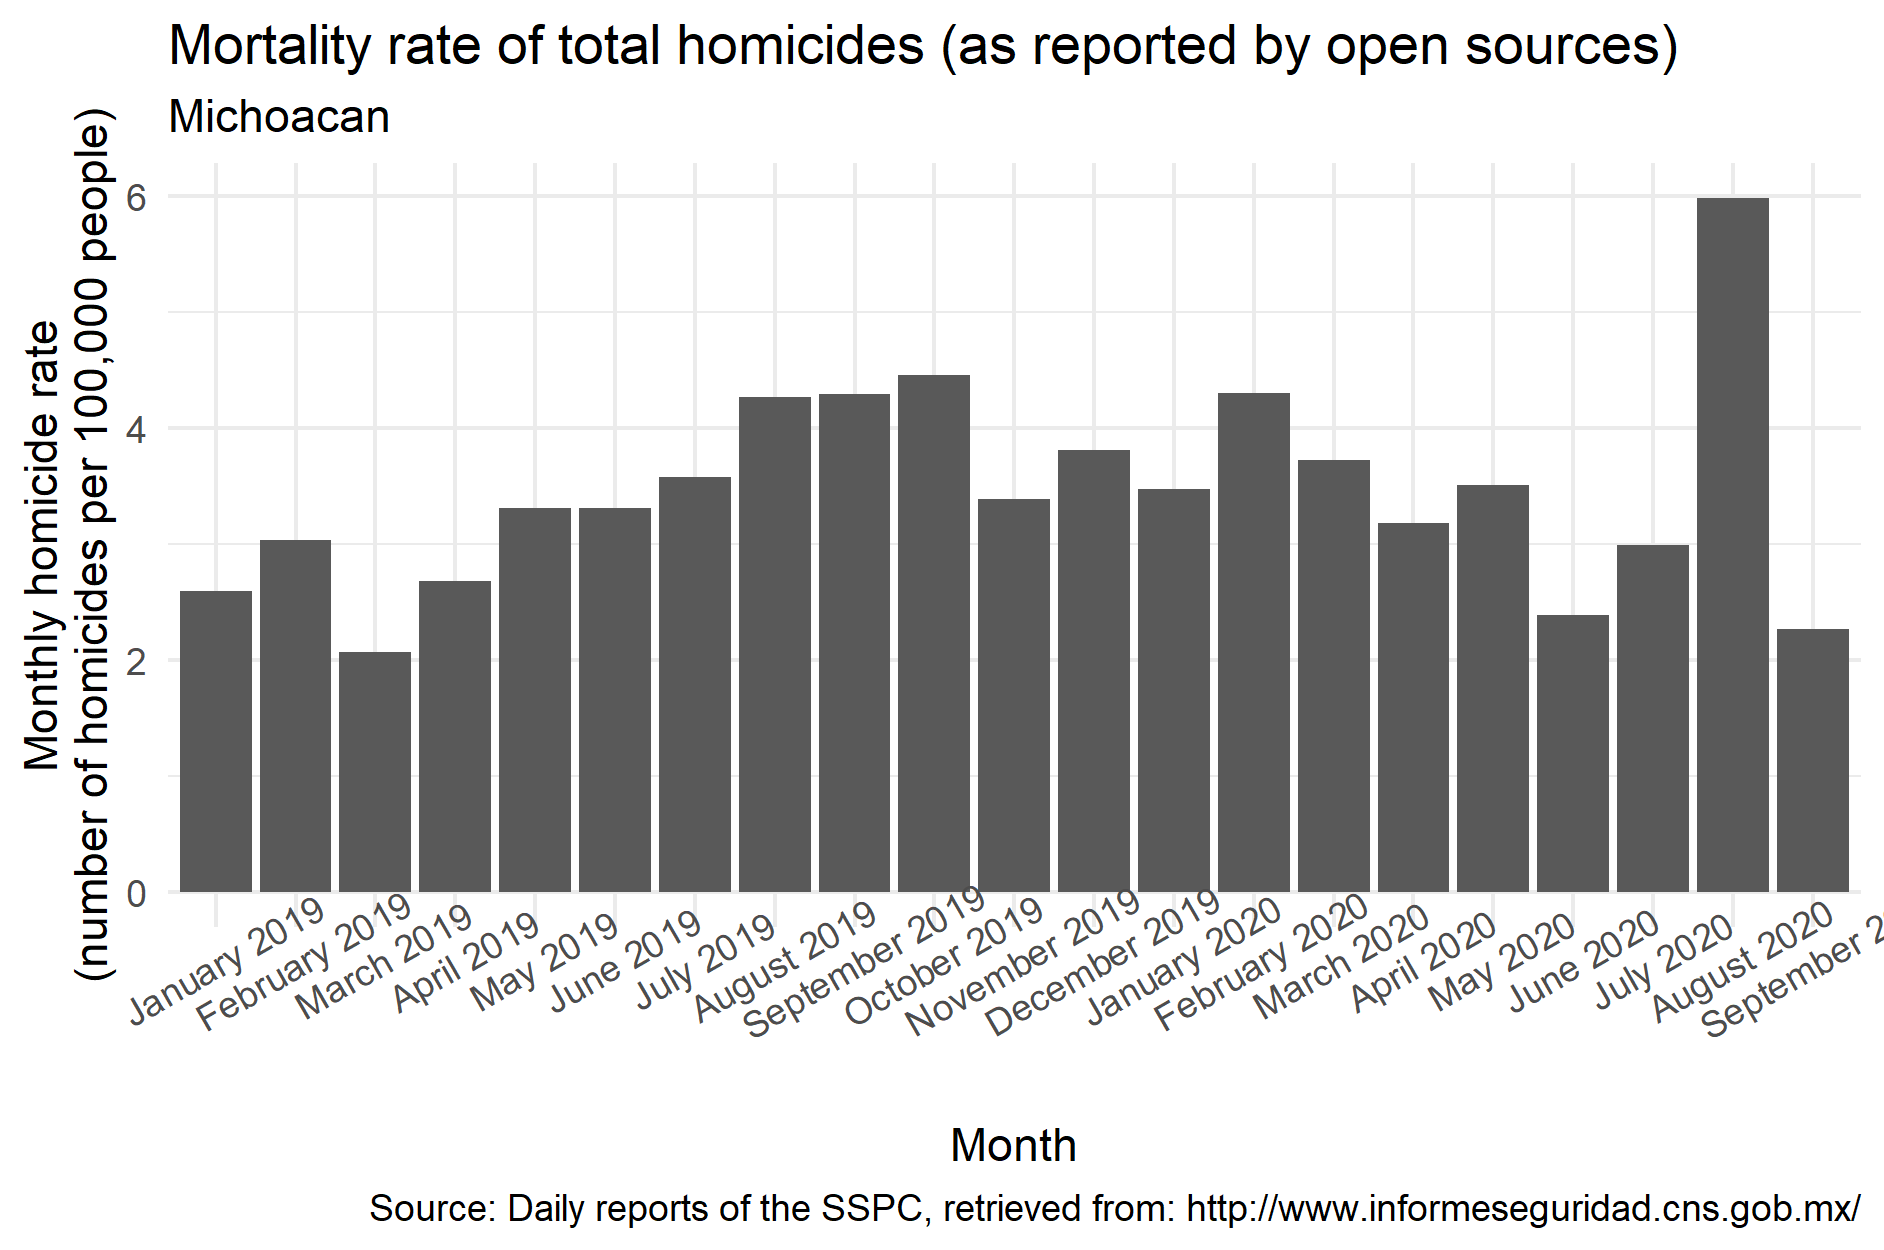 Mortality rate of total homicides (as reported by open sources)
Michoacan
Monthly homicide rate
(number of homicides per 100,000 people)
6
4
2
0
January 2019
February 2019
March 2019
April 2019
May 2019
June 2019
July 2019
August 2019
September 2019
October 2019
November 2019
December 2019
January 2020
February 2020
March 2020
April 2020
May 2020
June 2020
July 2020
August 2020
September 2
Month
Source: Daily reports of the SSPC, retrieved from: http://www.informeseguridad.cns.gob.mx/